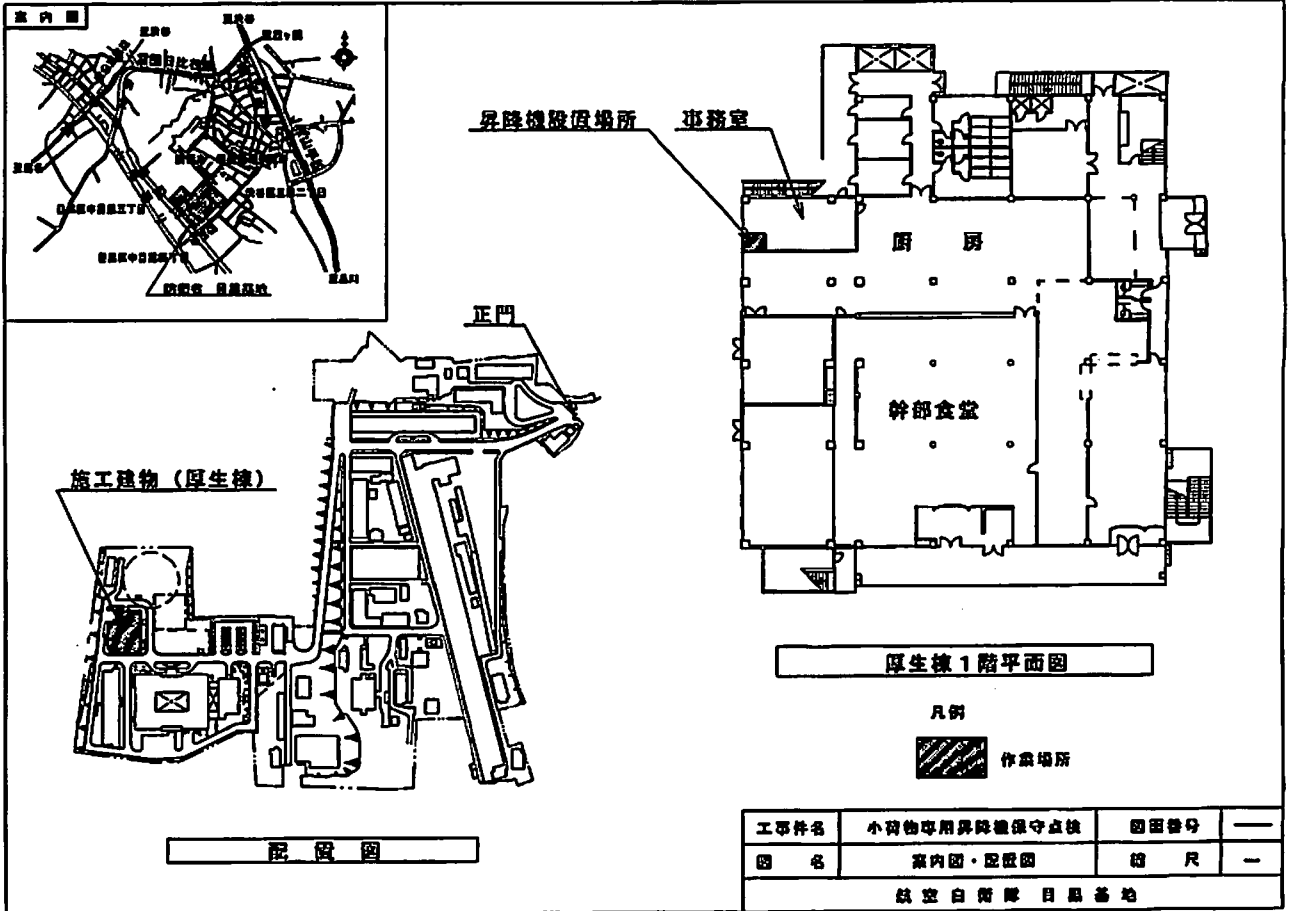 案内図
昇降機設置場所
事務室
厨房
正門
幹部食堂
施工建物（厚生棟）
厚生棟1階平面図
凡例
作業場所
配置図
工事件名 小荷物専用昇降機保守点検 図面番号 ―
図名 案内図・配置図 縮尺 ―
航空自衛隊 目黒基地